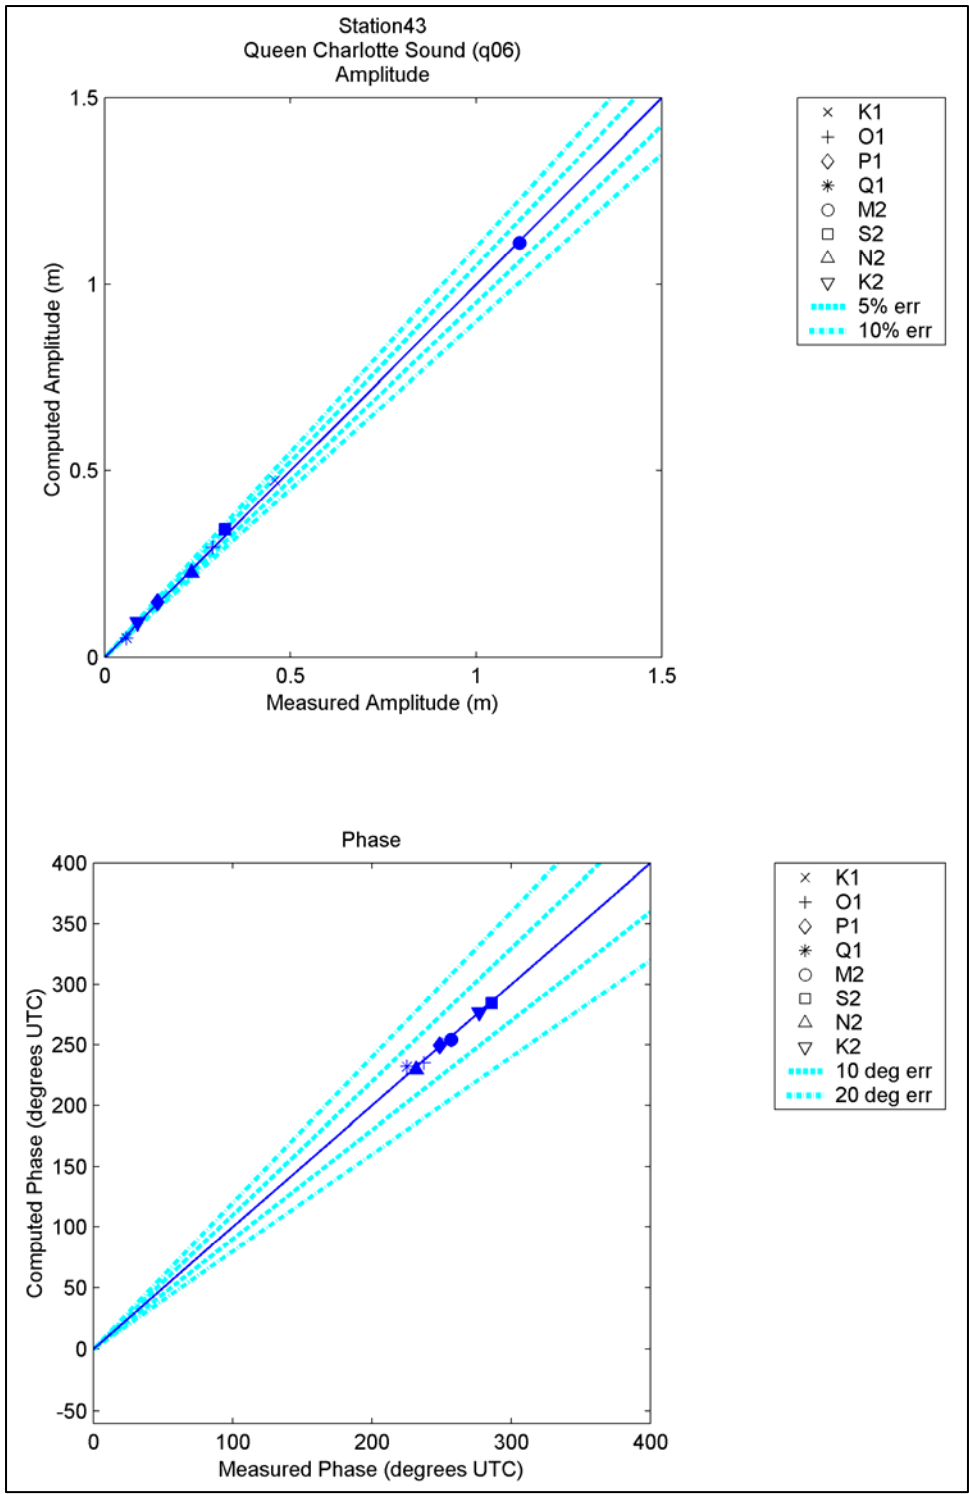 Station43
Queen Charlotte Sound (q06)
Amplitude
1.5
1
0.5
0
0 0.5 1 1.5
Computed Amplitude (m)
Measured Amplitude (m)
K1
O1
P1
Q1
M2
S2
N2
K2
5% err
10% err
Phase
400
350
300
250
200
150
100
50
0
-50
0 100 200 300 400
Computed Phase (degrees UTC)
Measured Phase (degrees UTC)
K1
O1
P1
Q1
M2
S2
N2
K2
10 deg err
20 deg err